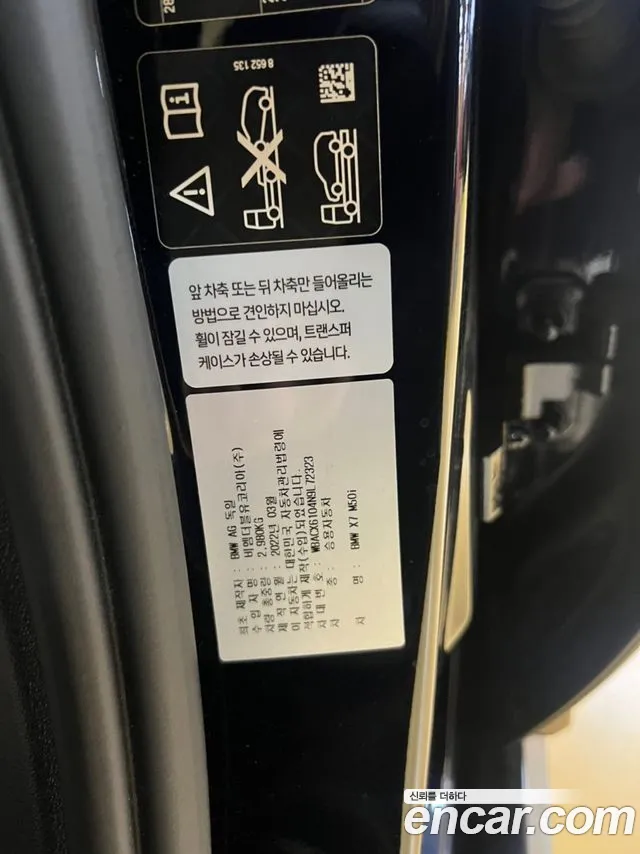 28
8 652 135
앞 차축 또는 뒤 차축만 들어올리는
방법으로 견인하지 마십시오.
휠이 잠길 수 있으며, 트랜스퍼
케이스가 손상될 수 있습니다.
최초 제작자 : BMW AG 독일
수 입 자 명 : 비엠더블유코리아(주)
차량 총중량 : 2,980KG
제 작 연 월 : 2022년 03월
이 자동차는 대한민국 자동차관리법령에
적합하게 제작(수입)되었습니다.
차 대 번 호 : WBACX6104N9L72323
차 종 : 승용자동차
차 명 : BMW X7 M50i
신뢰를 더하다
encar.com